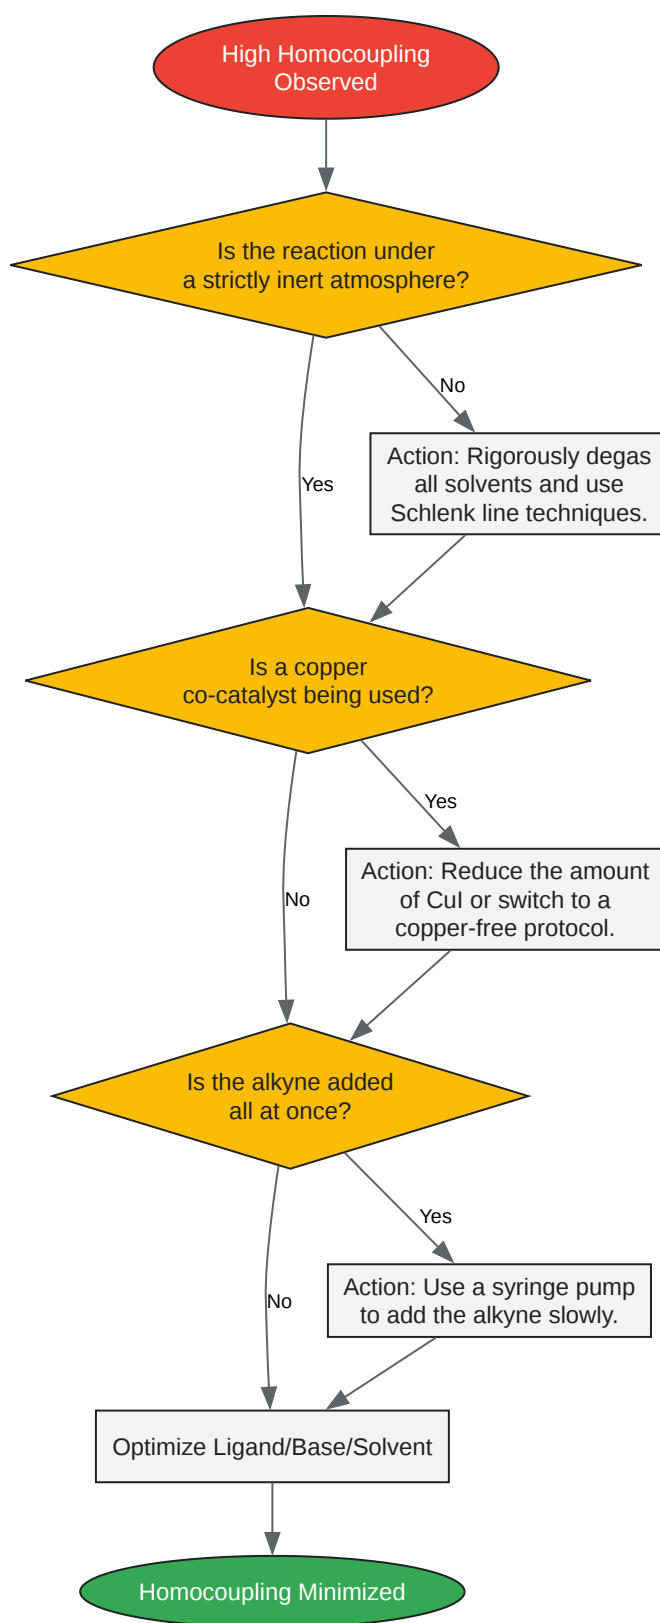 High Homocoupling
Observed
Is the reaction under
a strictly inert atmosphere?
No
Action: Rigorously degas
all solvents and use
Schlenk line techniques.
Yes
Is a copper
co-catalyst being used?
Yes
Action: Reduce the amount
of CuI or switch to a
copper-free protocol.
No
Is the alkyne added
all at once?
Yes
Action: Use a syringe pump
to add the alkyne slowly.
No
Optimize Ligand/Base/Solvent
Homocoupling Minimized